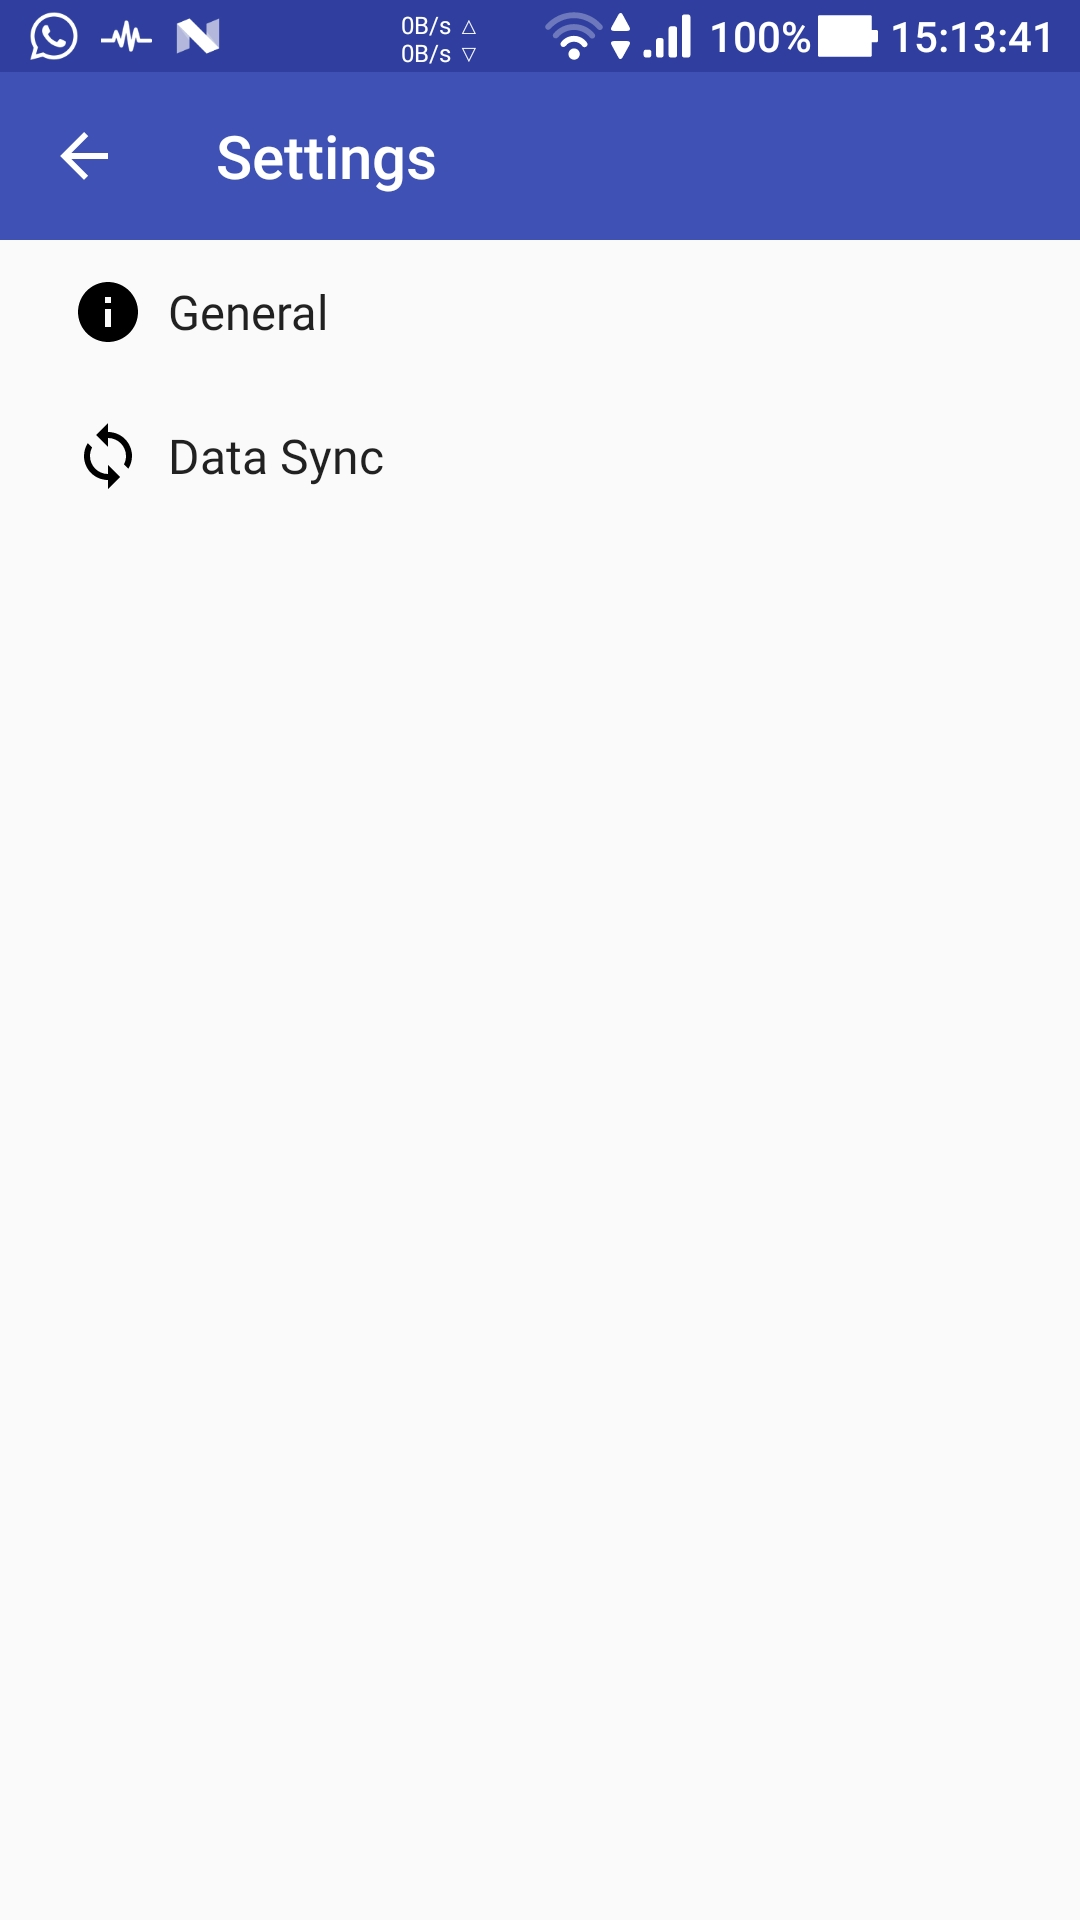 0B/s △
0B/s ▽
100% 15:13:41
Settings
General
Data Sync